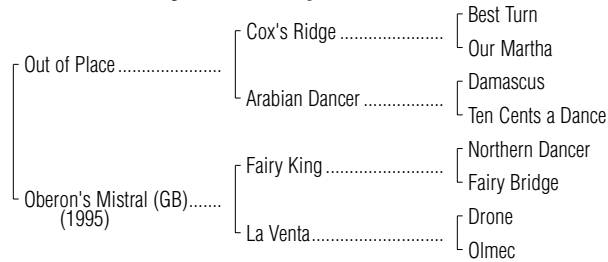 Best Turn
Cox's Ridge ...................
Our Martha
Out of Place .....................
Damascus
Arabian Dancer ................
Ten Cents a Dance
Northern Dancer
Fairy King .......................
Fairy Bridge
Oberon's Mistral (GB).......
(1995)
Drone
La Venta..........................
Olmec